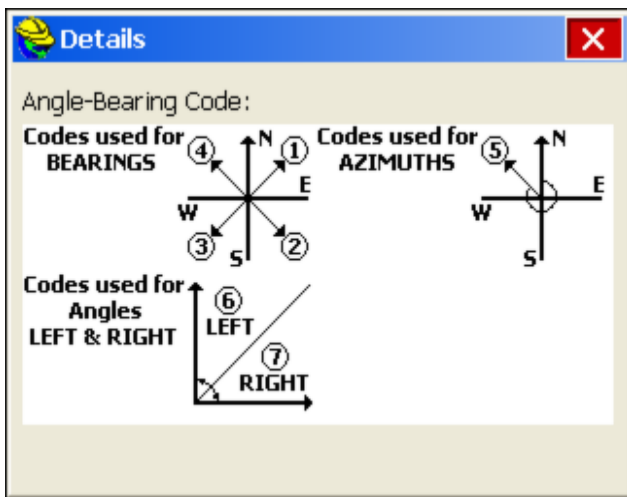 Details
Angle-Bearing Code:
Codes used for
BEARINGS
4
N
1
W
E
3
S
2
Codes used for
AZIMUTHS
5
N
W
E
S
Codes used for
Angles
LEFT & RIGHT
6
LEFT
7
RIGHT